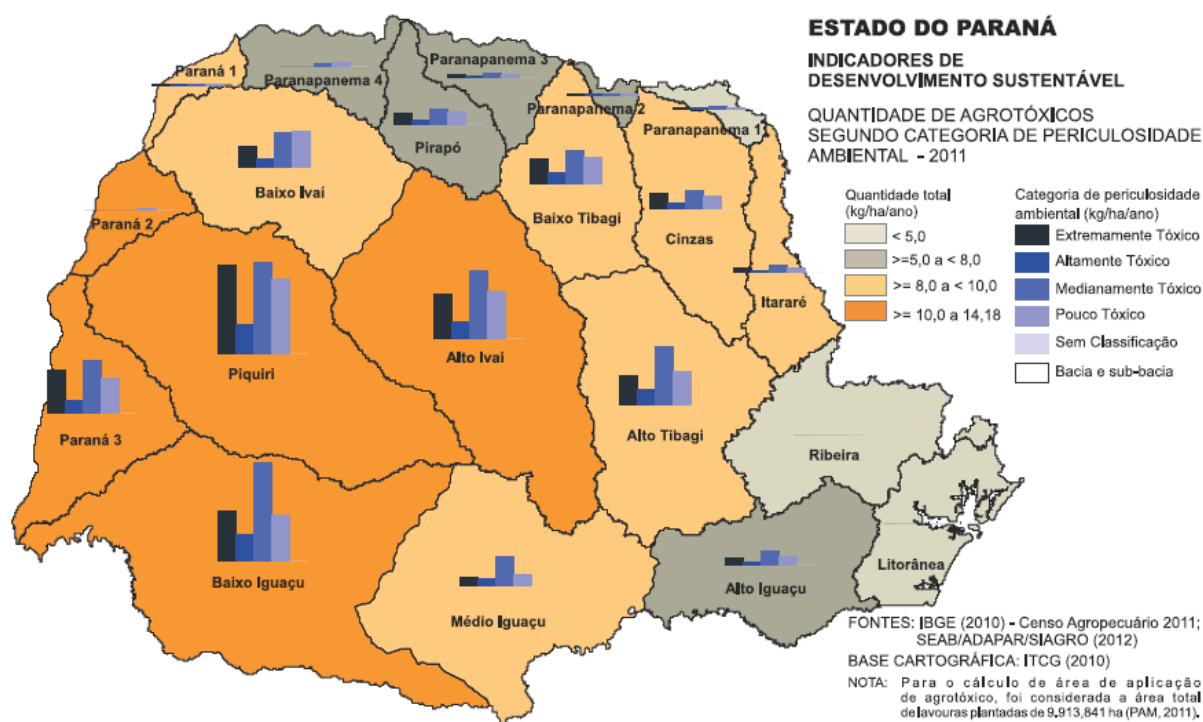 ESTADO DO PARANÁ
INDICADORES DE
DESENVOLVIMENTO SUSTENTÁVEL
QUANTIDADE DE AGROTÓXICOS
SEGUNDO CATEGORIA DE PERICULOSIDADE
AMBIENTAL - 2011
Quantidade total
(kg/ha/ano)
< 5,0
>=5,0 a < 8,0
>= 8,0 a < 10,0
>= 10,0 a 14,18
Categoria de periculosidade
ambiental (kg/ha/ano)
Extremamente Tóxico
Altamente Tóxico
Medianamente Tóxico
Pouco Tóxico
Sem Classificação
Bacia e sub-bacia
Paraná 1
Paranapanema 4
Paranapanema 3
Paranapanema 2
Paranapanema 1
Pirapó
Baixo Ivaí
Baixo Tibagi
Cinzas
Paraná 2
Itararé
Piquiri
Alto Ivaí
Paraná 3
Alto Tibagi
Ribeira
Baixo Iguaçu
Médio Iguaçu
Alto Iguaçu
Litorânea
FONTES: IBGE (2010) - Censo Agropecuário 2011;
SEAB/ADAPAR/SIAGRO (2012)
BASE CARTOGRÁFICA: ITCG (2010)
NOTA: Para o cálculo de área de aplicação
de agrotóxico, foi considerada a área total
de lavouras plantadas de 9.913,841 ha (PAM, 2011).